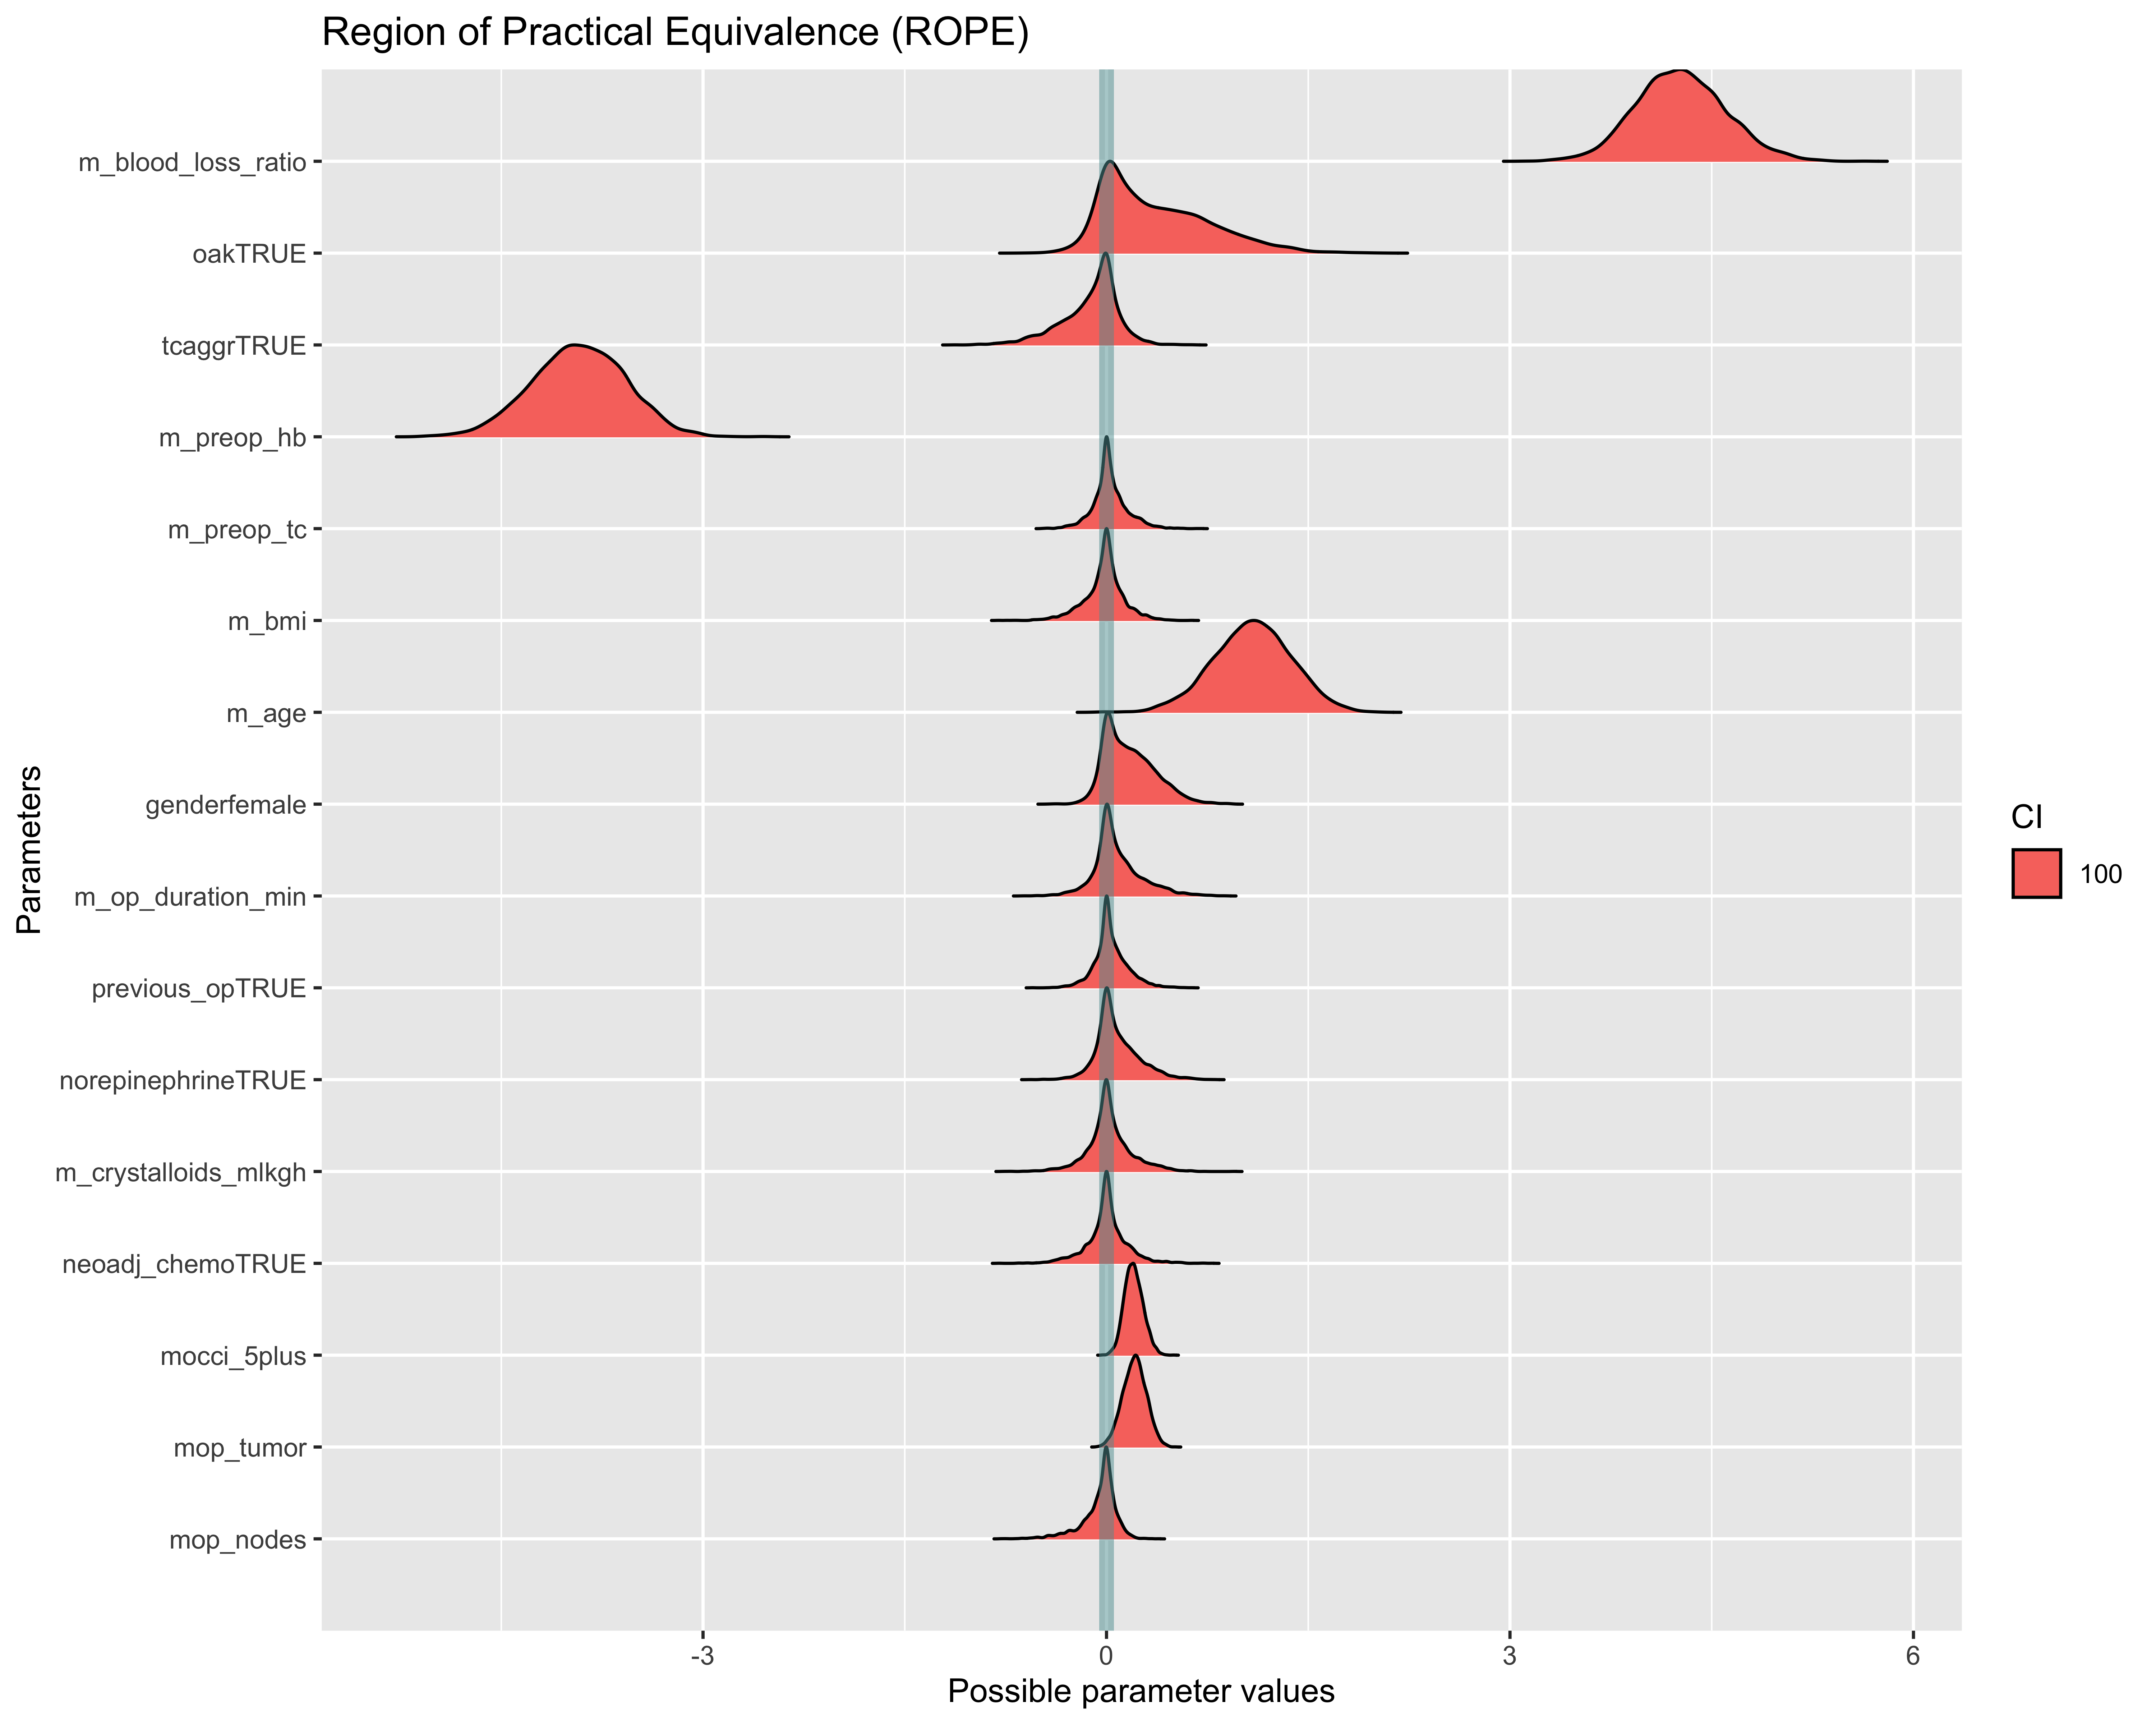 Region of Practical Equivalence (ROPE)
Parameters
m_blood_loss_ratio
oakTRUE
tcaggrTRUE
m_preop_hb
m_preop_tc
m_bmi
m_age
genderfemale
m_op_duration_min
previous_opTRUE
norepinephrineTRUE
m_crystalloids_mlkgh
neoadj_chemoTRUE
mocci_5plus
mop_tumor
mop_nodes
-3 0 3 6
Possible parameter values
CI
100